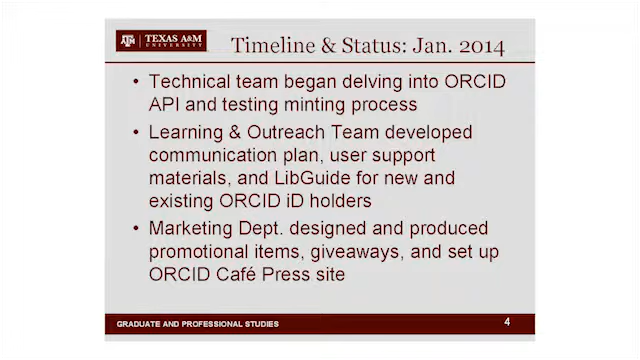 TEXAS A&M
UNIVERSITY
Timeline & Status: Jan. 2014
• Technical team began delving into ORCID
API and testing minting process
• Learning & Outreach Team developed
communication plan, user support
materials, and LibGuide for new and
existing ORCID iD holders
• Marketing Dept. designed and produced
promotional items, giveaways, and set up
ORCID Café Press site
GRADUATE AND PROFESSIONAL STUDIES
4